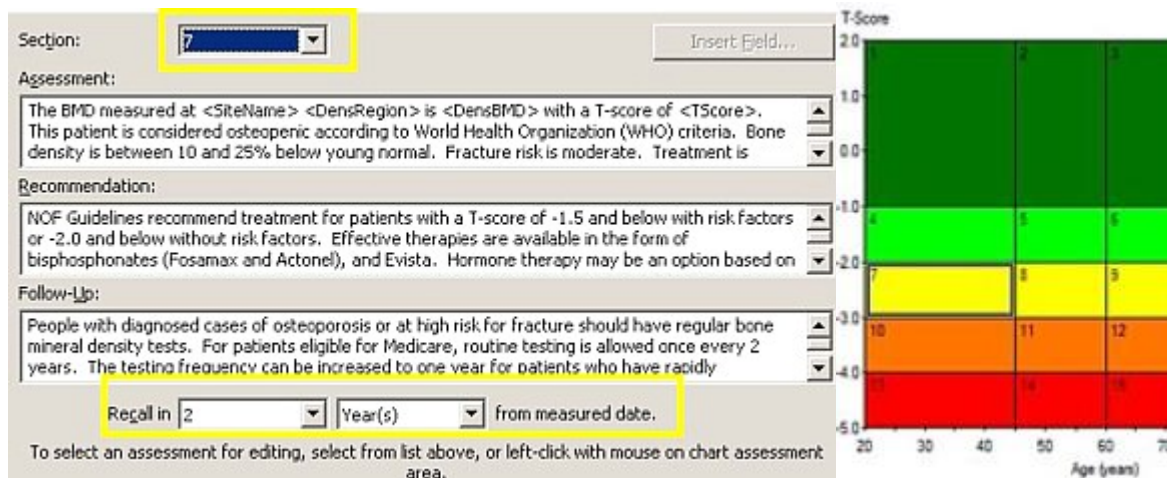 Section:
7
Insert Field...
Assessment:
The BMD measured at <SiteName> <DensRegion> is <DensBMD> with a T-score of <TScore>.
This patient is considered osteopenic according to World Health Organization (WHO) criteria. Bone
density is between 10 and 25% below young normal. Fracture risk is moderate. Treatment is
Recommendation:
NOF Guidelines recommend treatment for patients with a T-score of -1.5 and below with risk factors
or -2.0 and below without risk factors. Effective therapies are available in the form of
bisphosphonates (Fosamax and Actonel), and Evista. Hormone therapy may be an option based on
Follow-Up:
People with diagnosed cases of osteoporosis or at high risk for fracture should have regular bone
mineral density tests. For patients eligible for Medicare, routine testing is allowed once every 2
years. The testing frequency can be increased to one year for patients who have rapidly
Recall in 2 Year(s) from measured date.
To select an assessment for editing, select from list above, or left-click with mouse on chart assessment
area.
T-Score
2.0
1 2 3
1.0
0.0
-1.0
4 5 6
-2.0
7 8 9
-3.0
10 11 12
-4.0
13 14 15
-5.0
20 30 40 50 60 70
Age (years)